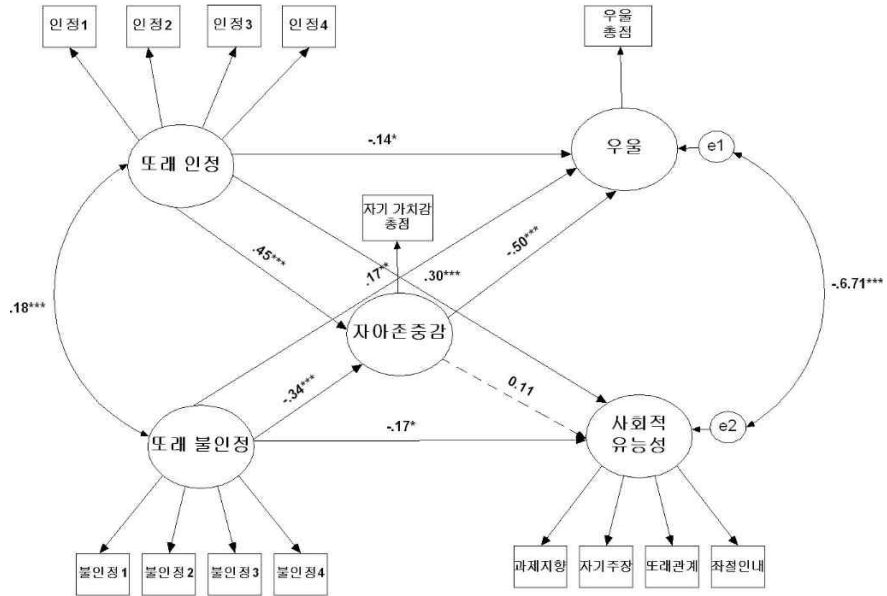 인정1
인정2
인정3
인정4
우울
총점
또래 인정
-.14*
우울
e1
자기 가치감
총점
.45***
.17**
.30***
-.50***
.18***
-.6.71***
자아존중감
-.34***
0.11
또래 불인정
-.17*
사회적
유능성
e2
불인정1
불인정2
불인정3
불인정4
과제지향
자기주장
또래관계
좌절인내